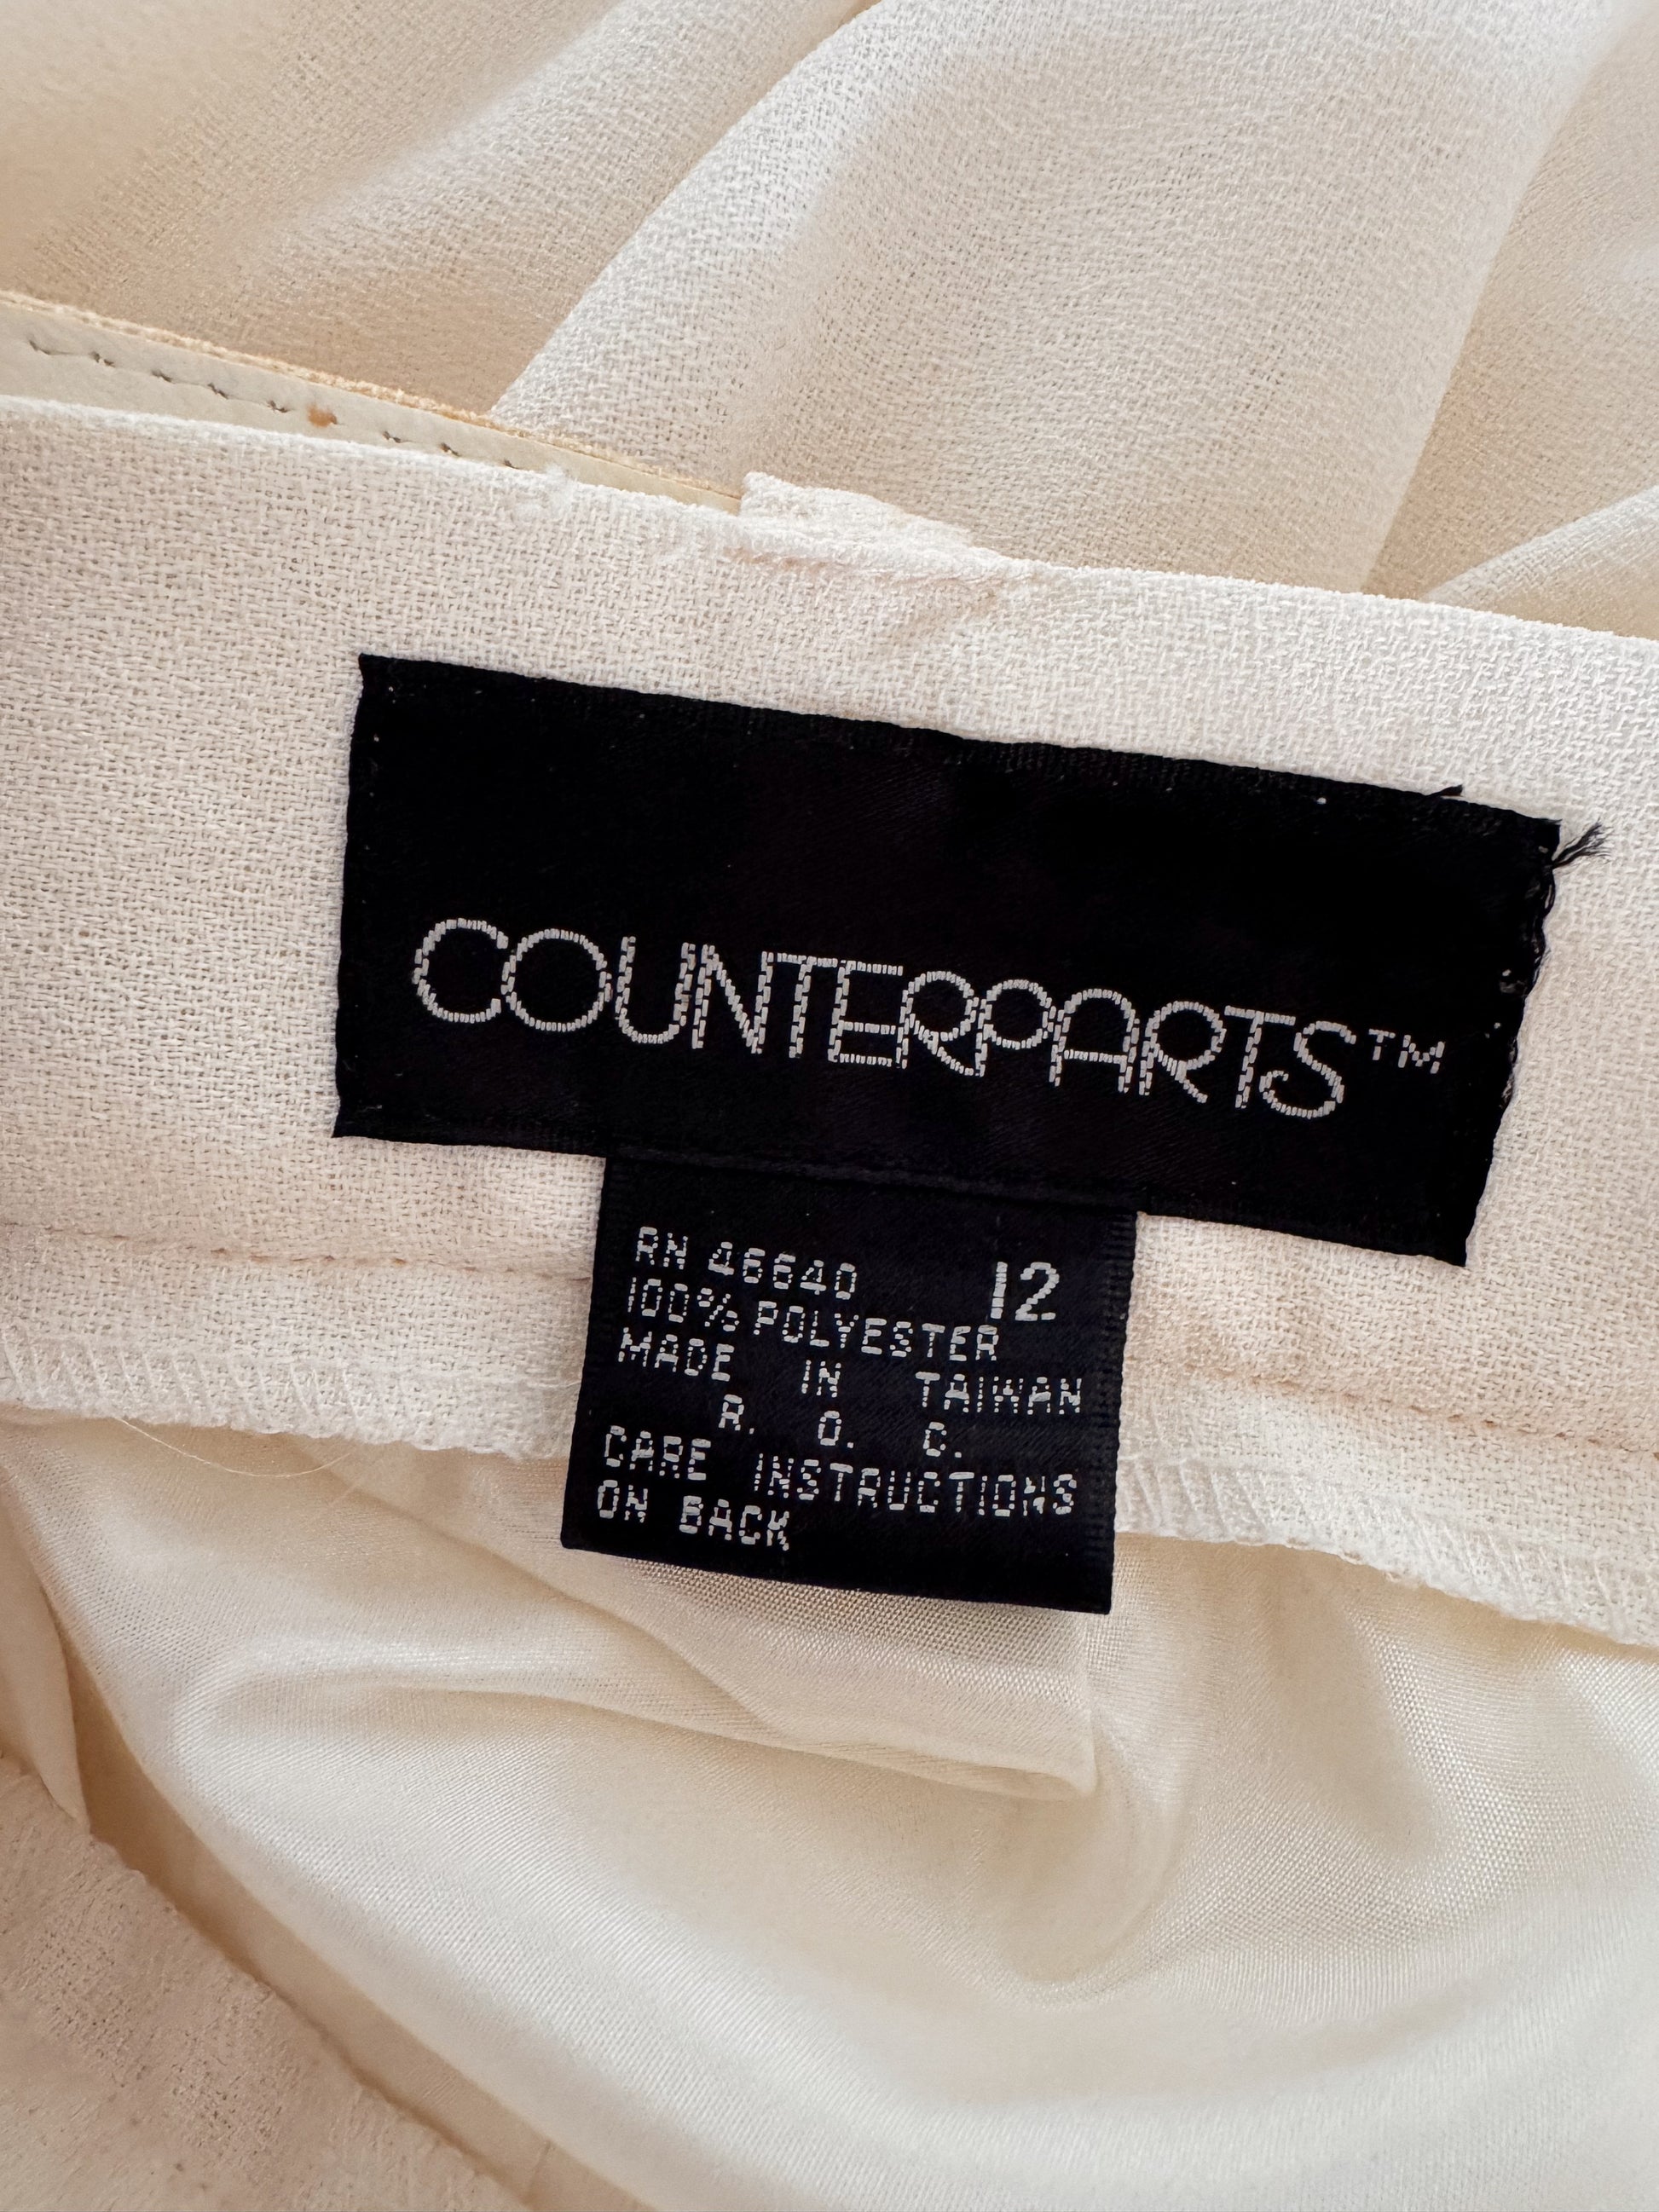 COUNTERPARTS™
RN 46640 12
100% POLYESTER
MADE IN TAIWAN
R. O. C.
CARE INSTRUCTIONS
ON BACK